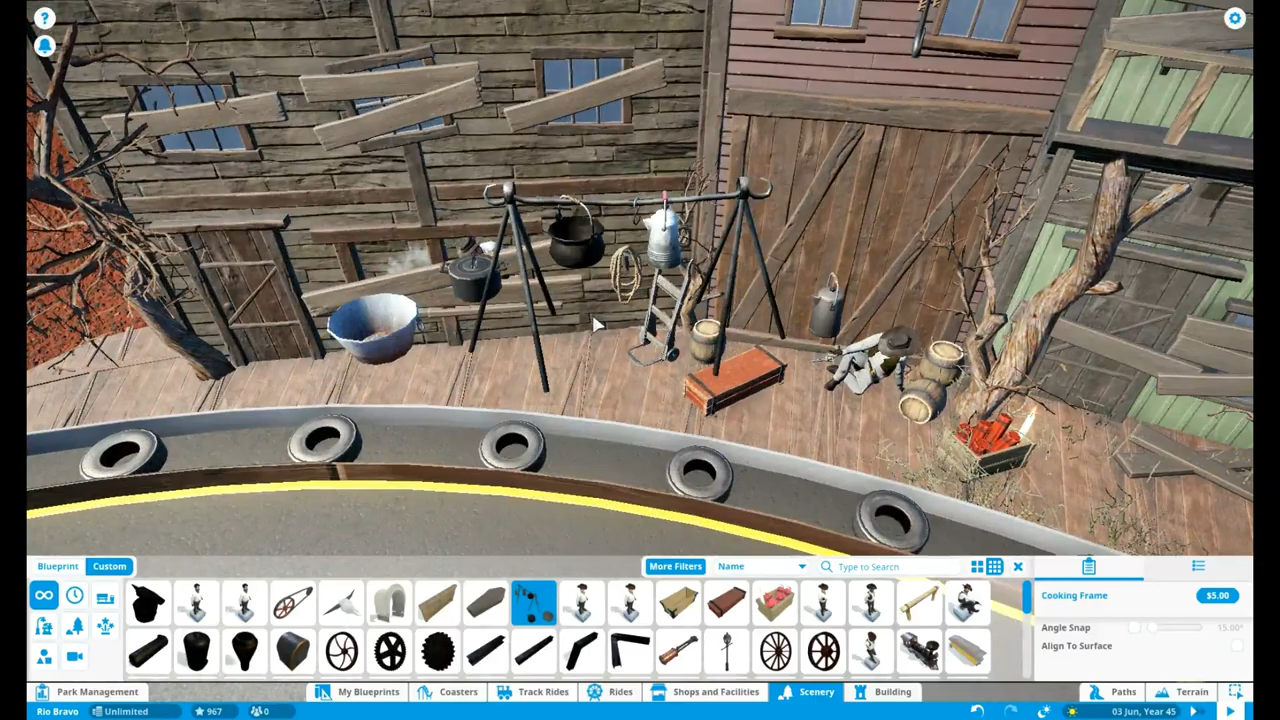 ?
Blueprint
Custom
More Filters
Name
Type to Search
Cooking Frame
$5.00
Angle Snap
15.00°
Align To Surface
Park Management
My Blueprints
Coasters
Track Rides
Rides
Shops and Facilities
Scenery
Building
Paths
Terrain
Rio Bravo
Unlimited
967
0
03 Jun, Year 45